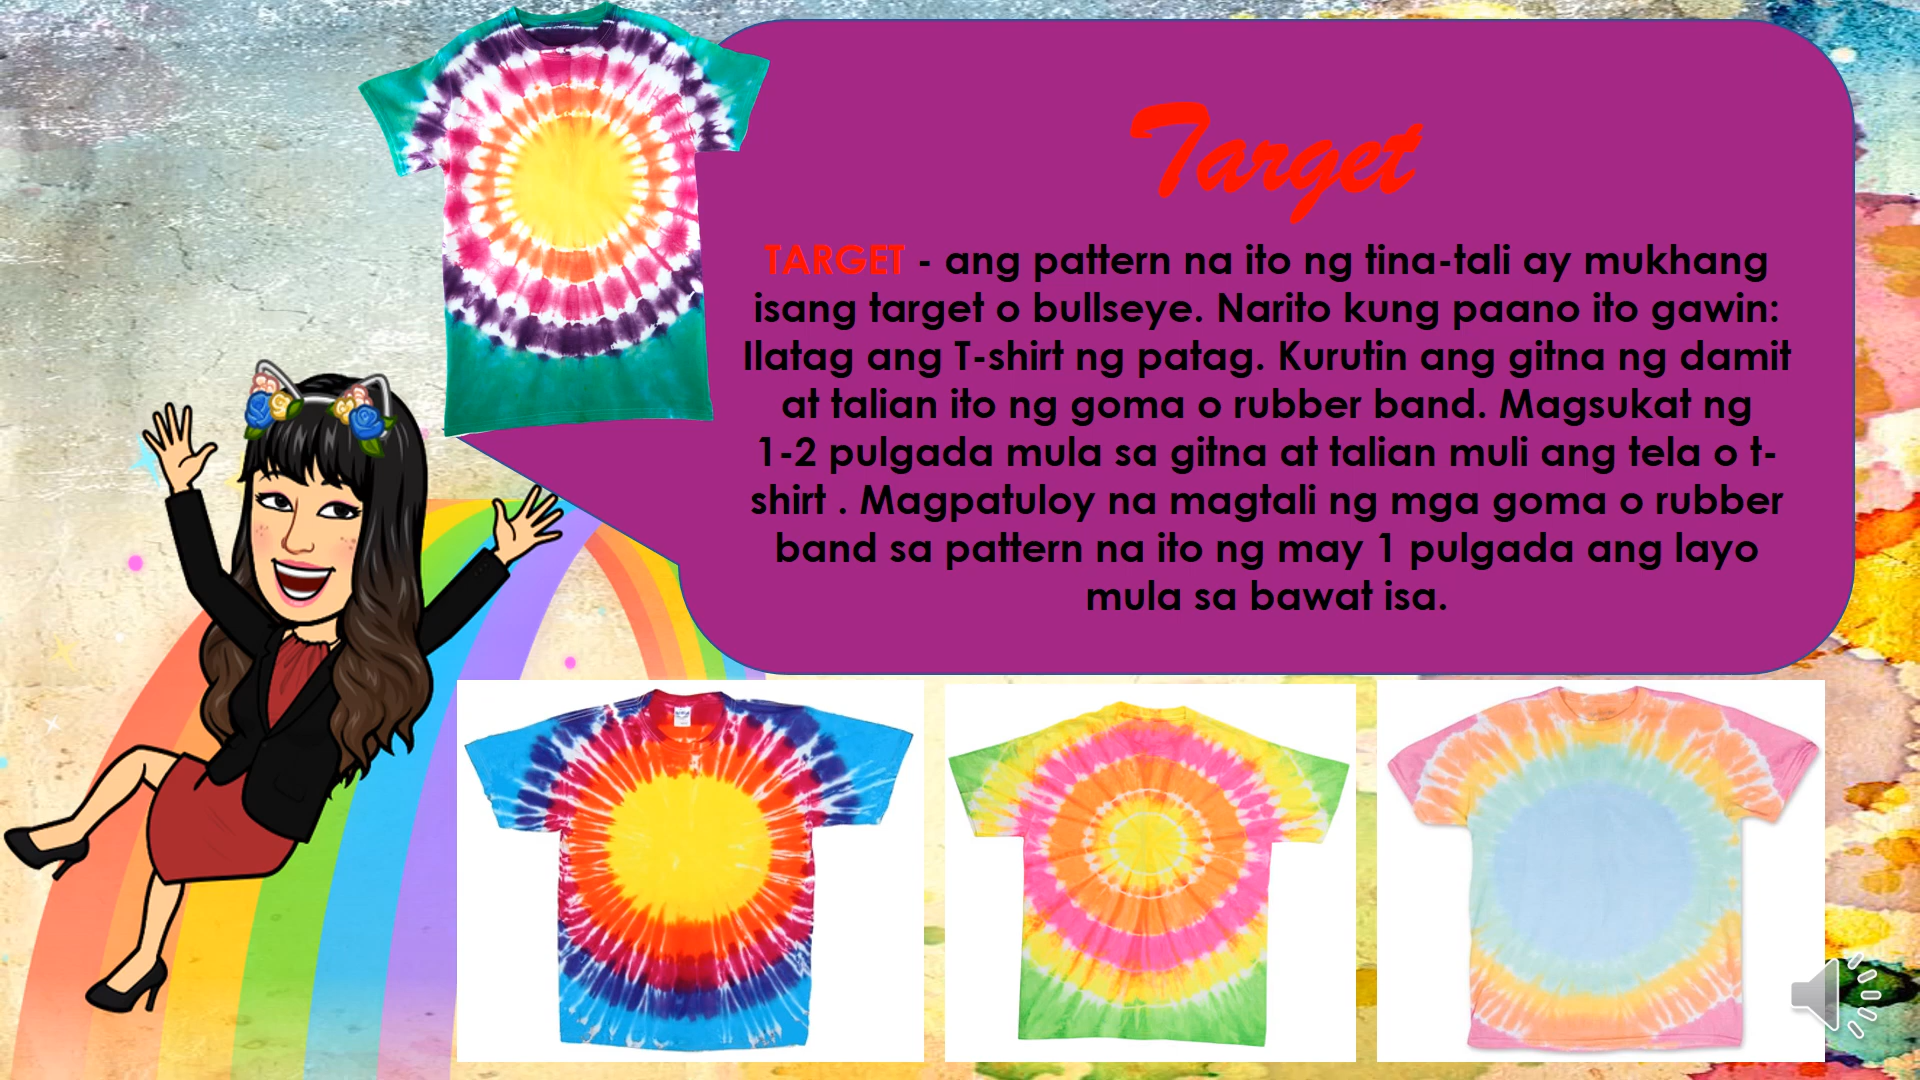 Target
TARGET - ang pattern na ito ng tina-tali ay mukhang
isang target o bullseye. Narito kung paano ito gawin:
Ilatag ang T-shirt ng patag. Kurutin ang gitna ng damit
at talian ito ng goma o rubber band. Magsukat ng
1-2 pulgada mula sa gitna at talian muli ang tela o t-
shirt . Magpatuloy na magtali ng mga goma o rubber
band sa pattern na ito ng may 1 pulgada ang layo
mula sa bawat isa.